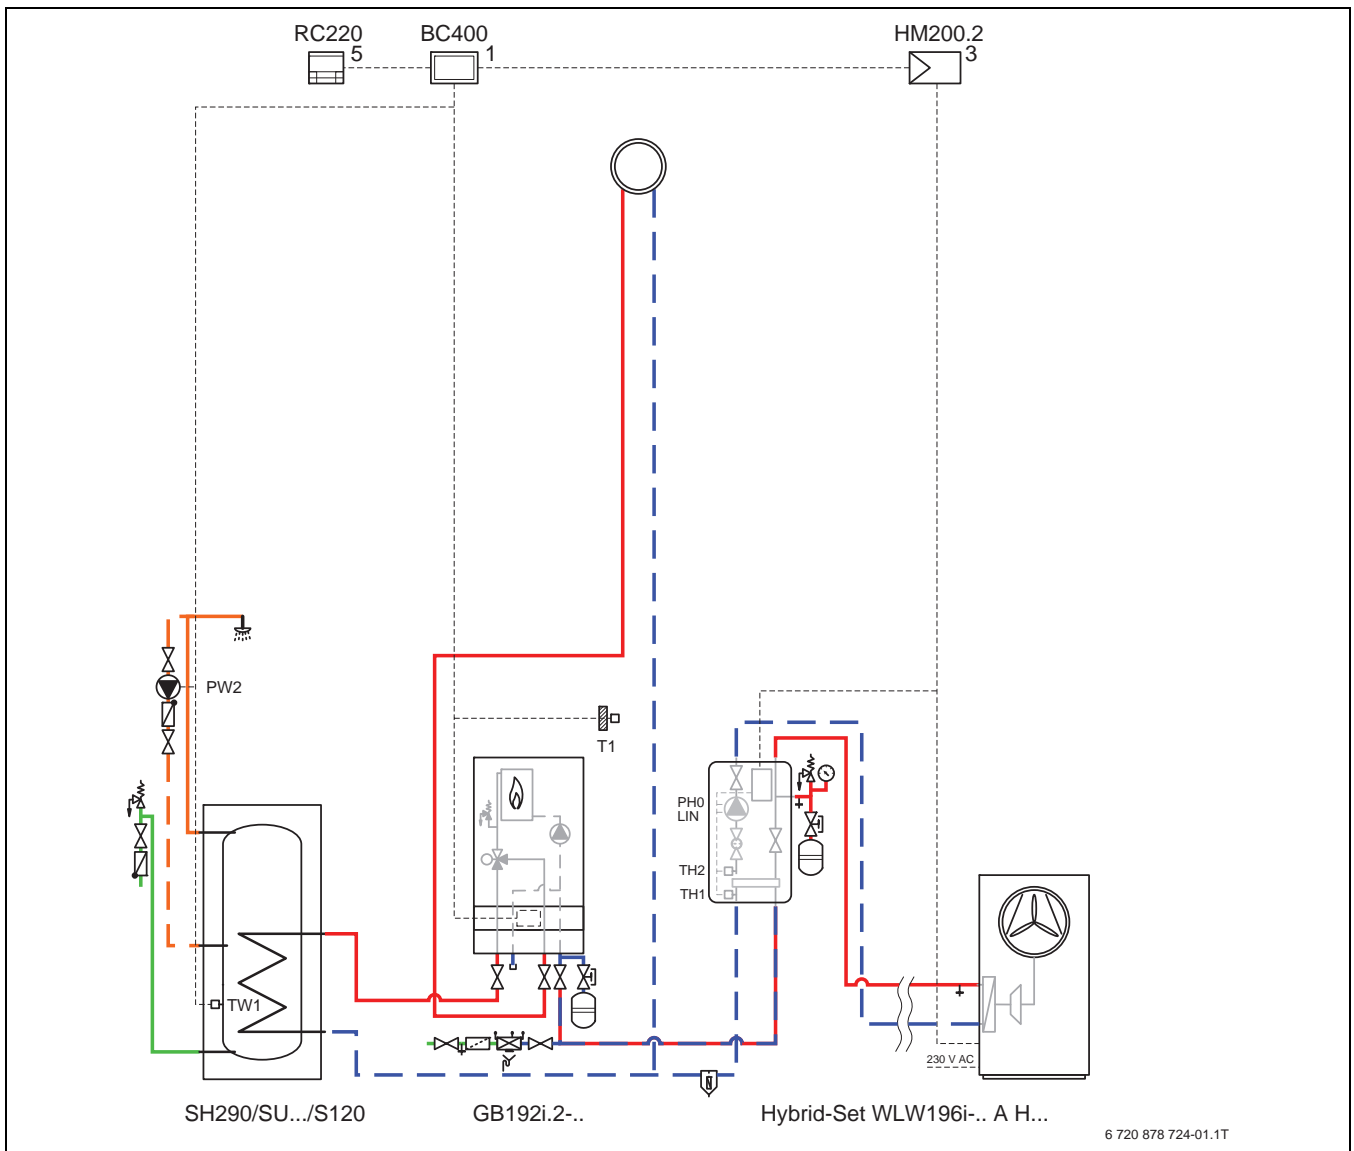 RC220
5
BC400
1
HM200.2
3
PW2
T1
PH0
LIN
TH2
TH1
TW1
230 V AC
SH290/SU.../S120
GB192i.2-..
Hybrid-Set WLW196i-.. A H...
6 720 878 724-01.1T